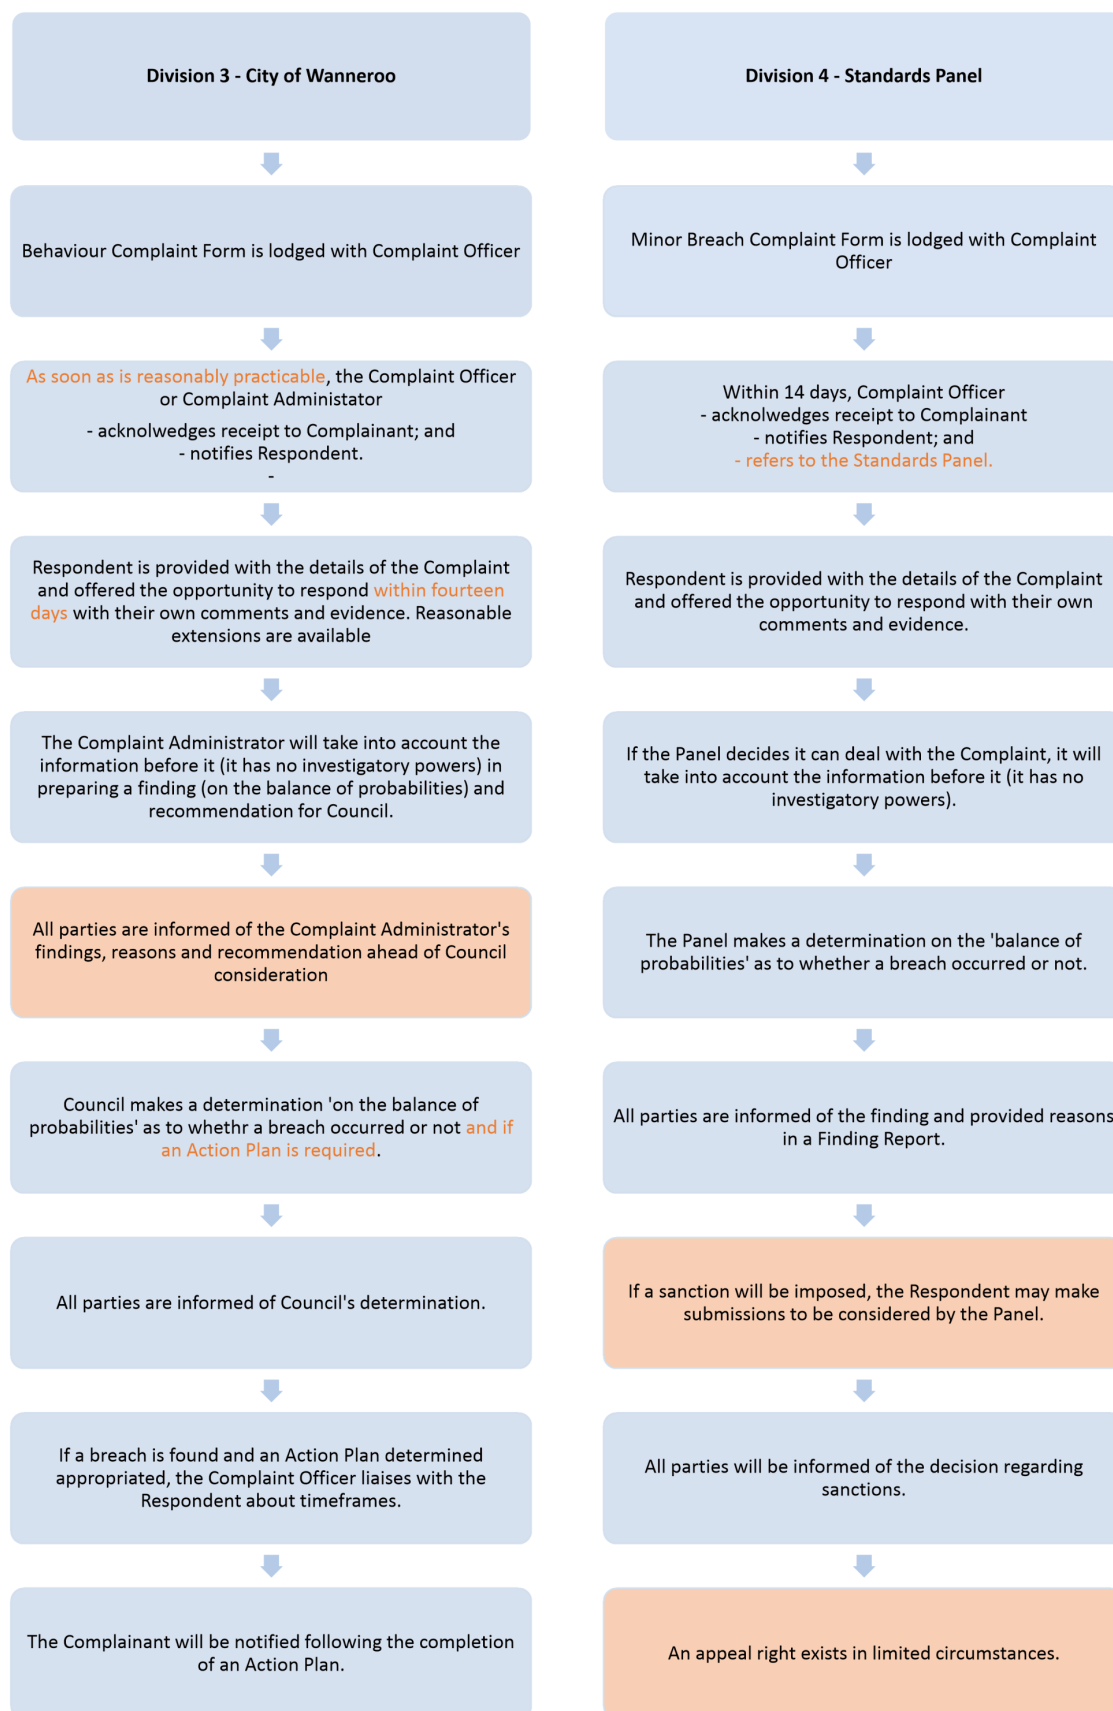 Division 3 - City of Wanneroo
Behaviour Complaint Form is lodged with Complaint Officer
As soon as is reasonably practicable, the Complaint Officer
or Complaint Administator
- acknolwedges receipt to Complainant; and
- notifies Respondent.
-
Respondent is provided with the details of the Complaint
and offered the opportunity to respond within fourteen
days with their own comments and evidence. Reasonable
extensions are available
The Complaint Administrator will take into account the
information before it (it has no investigatory powers) in
preparing a finding (on the balance of probabilities) and
recommendation for Council.
All parties are informed of the Complaint Administrator's
findings, reasons and recommendation ahead of Council
consideration
Council makes a determination 'on the balance of
probabilities' as to whethr a breach occurred or not and if
an Action Plan is required.
All parties are informed of Council's determination.
If a breach is found and an Action Plan determined
appropriated, the Complaint Officer liaises with the
Respondent about timeframes.
The Complainant will be notified following the completion
of an Action Plan.
Division 4 - Standards Panel
Minor Breach Complaint Form is lodged with Complaint
Officer
Within 14 days, Complaint Officer
- acknolwedges receipt to Complainant
- notifies Respondent; and
- refers to the Standards Panel.
Respondent is provided with the details of the Complaint
and offered the opportunity to respond with their own
comments and evidence.
If the Panel decides it can deal with the Complaint, it will
take into account the information before it (it has no
investigatory powers).
The Panel makes a determination on the 'balance of
probabilities' as to whether a breach occurred or not.
All parties are informed of the finding and provided reasons
in a Finding Report.
If a sanction will be imposed, the Respondent may make
submissions to be considered by the Panel.
All parties will be informed of the decision regarding
sanctions.
An appeal right exists in limited circumstances.